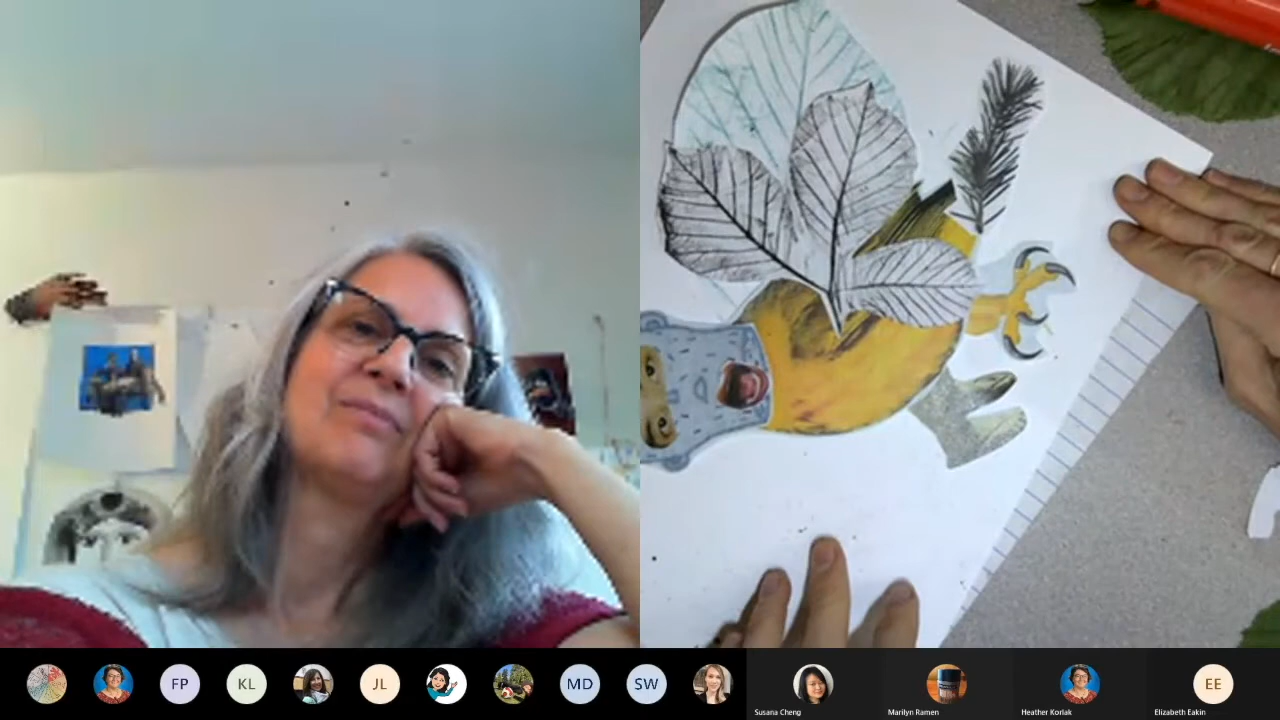 FP
KL
JL
MD
SW
EE
Susana Cheng
Marilyn Ramen
Heather Korlak
Elizabeth Eakin